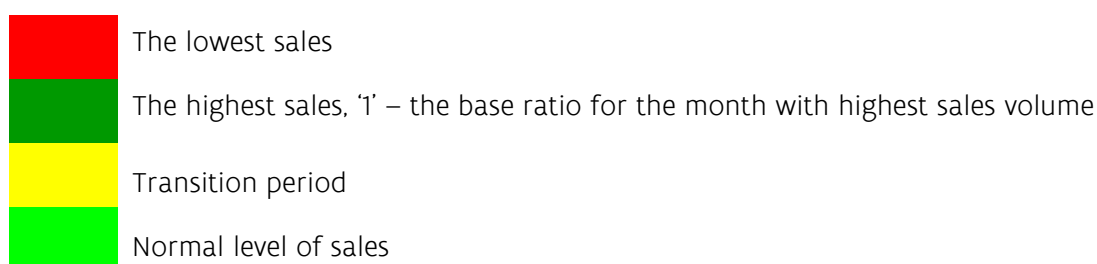 The lowest sales
The highest sales, ‘1’ – the base ratio for the month with highest sales volume
Transition period
Normal level of sales